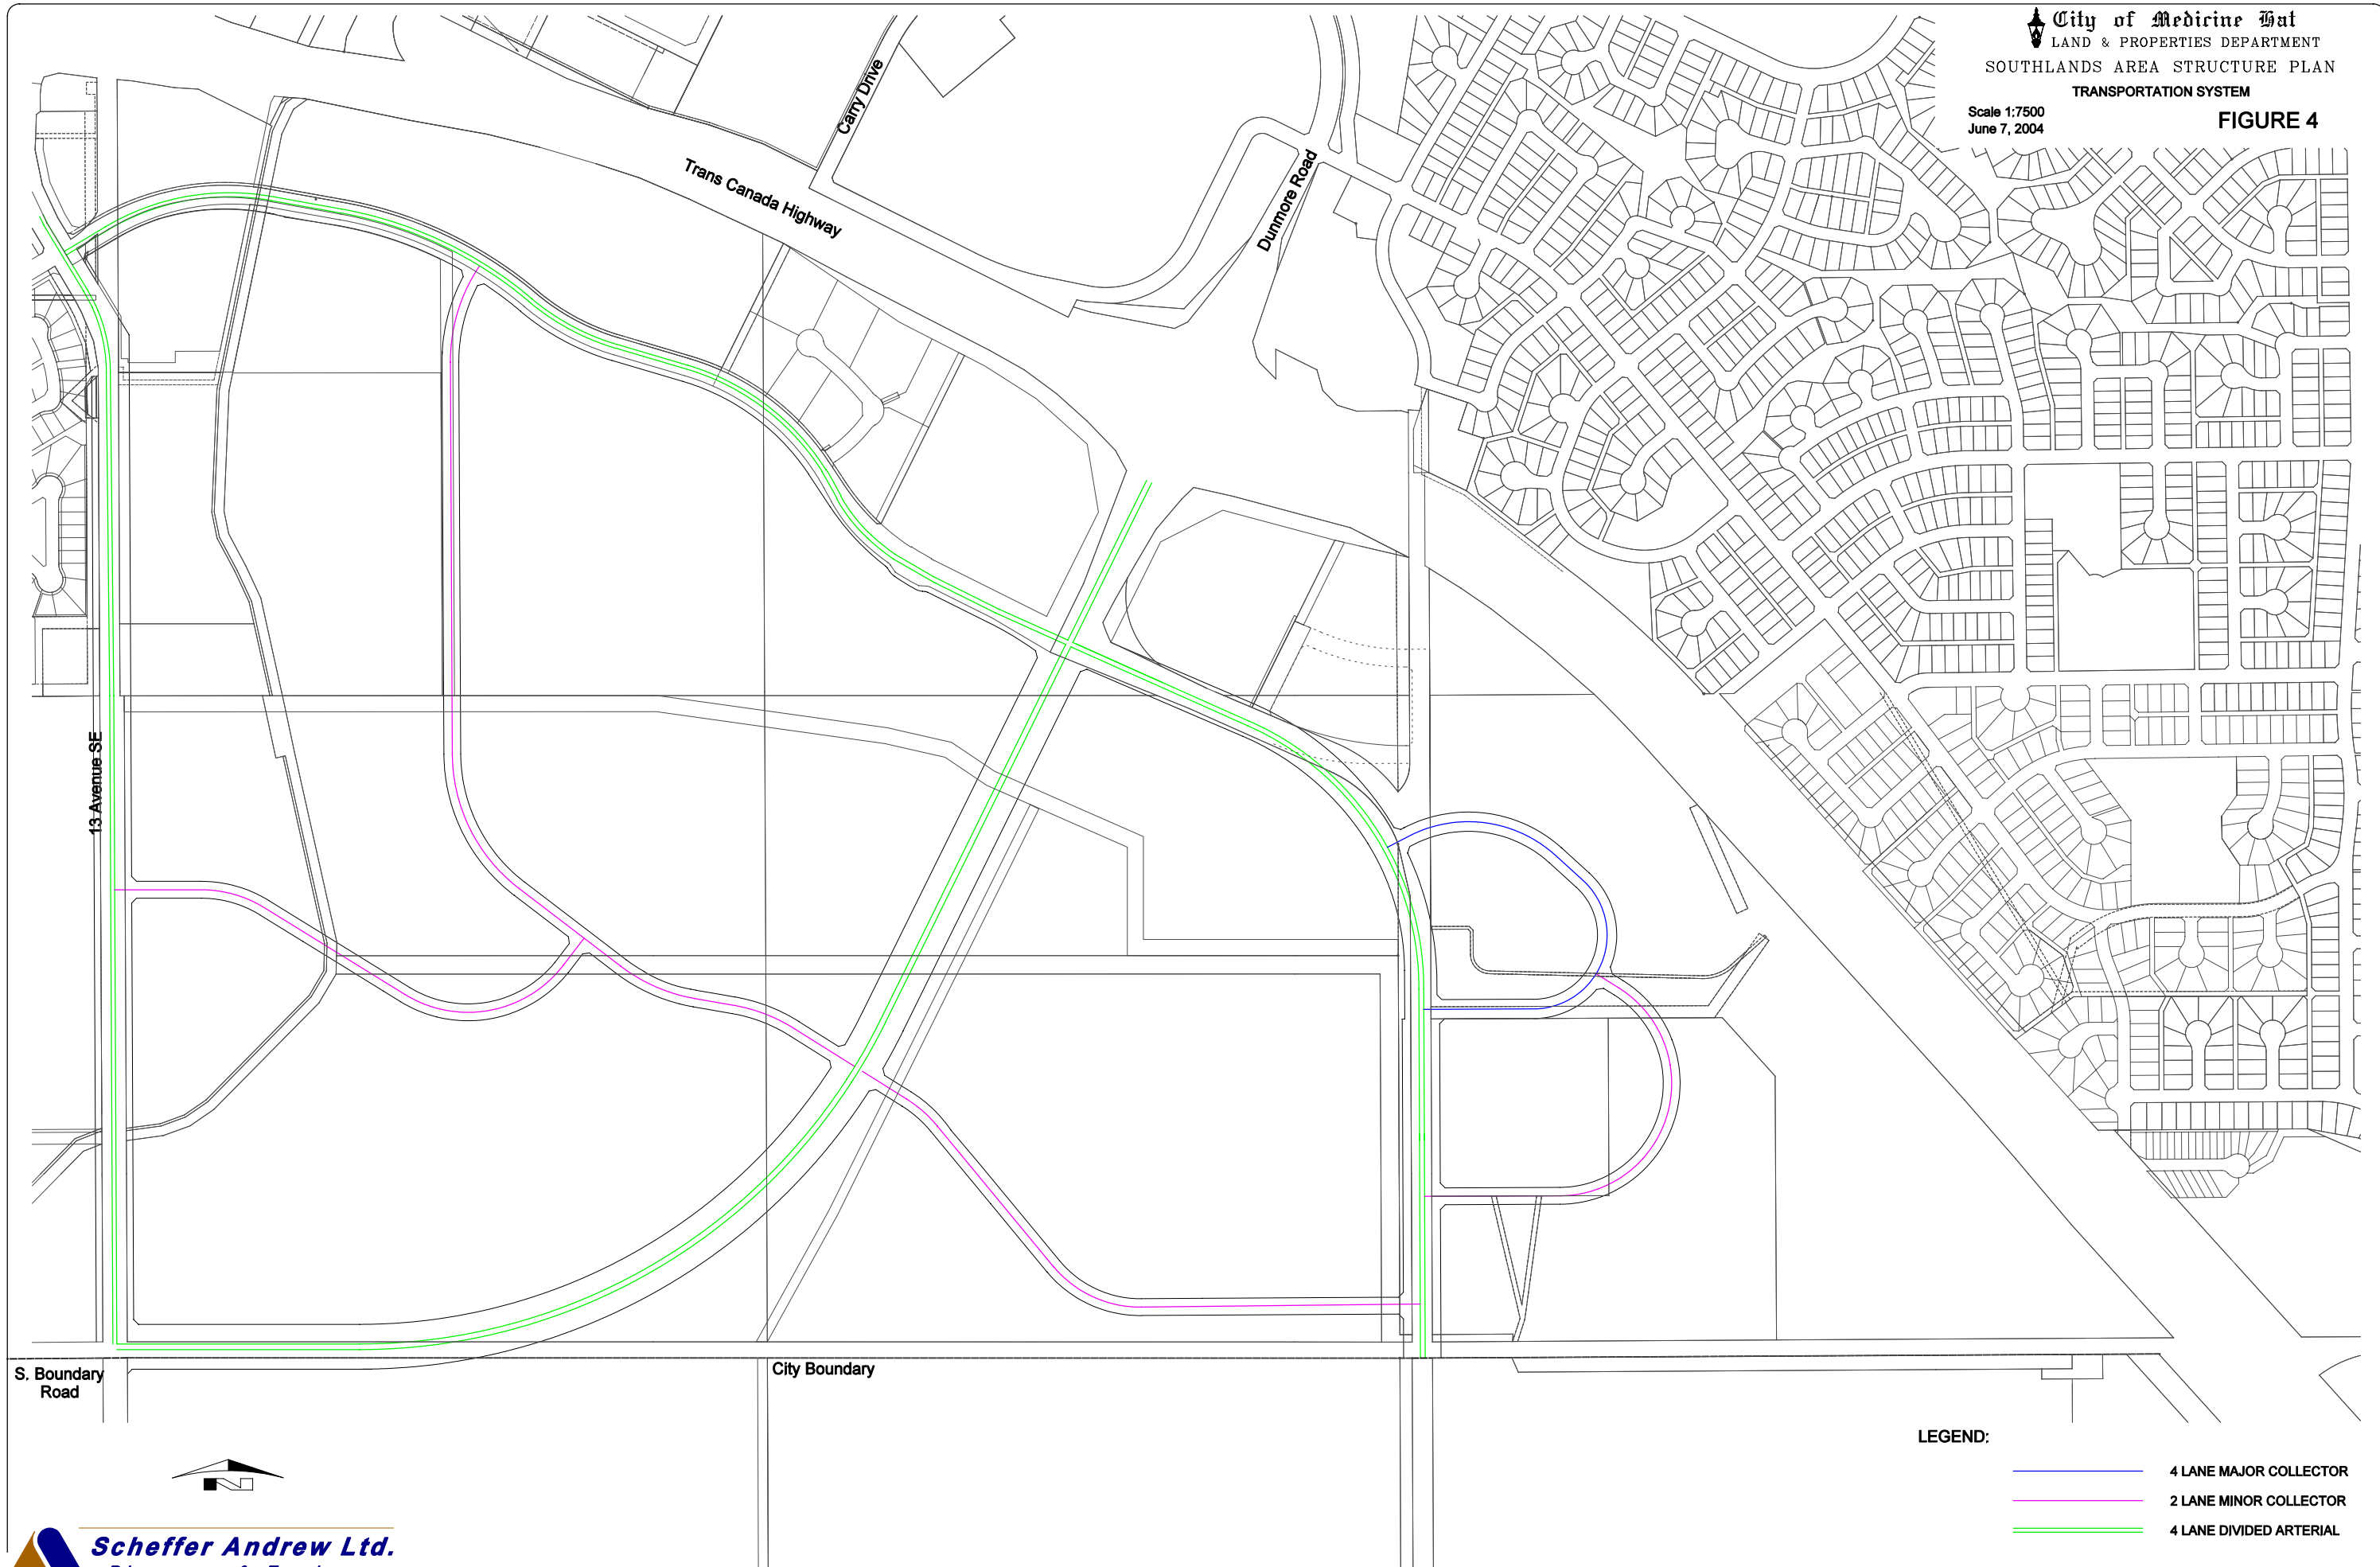 City of Medicine Hat
LAND & PROPERTIES DEPARTMENT
SOUTHLANDS AREA STRUCTURE PLAN
TRANSPORTATION SYSTEM
Scale 1:7500
June 7, 2004
FIGURE 4
Carry Drive
Trans Canada Highway
Dunmore Road
13 Avenue SE
S. Boundary
Road
City Boundary
LEGEND:
4 LANE MAJOR COLLECTOR
2 LANE MINOR COLLECTOR
4 LANE DIVIDED ARTERIAL
N
Scheffer Andrew Ltd.